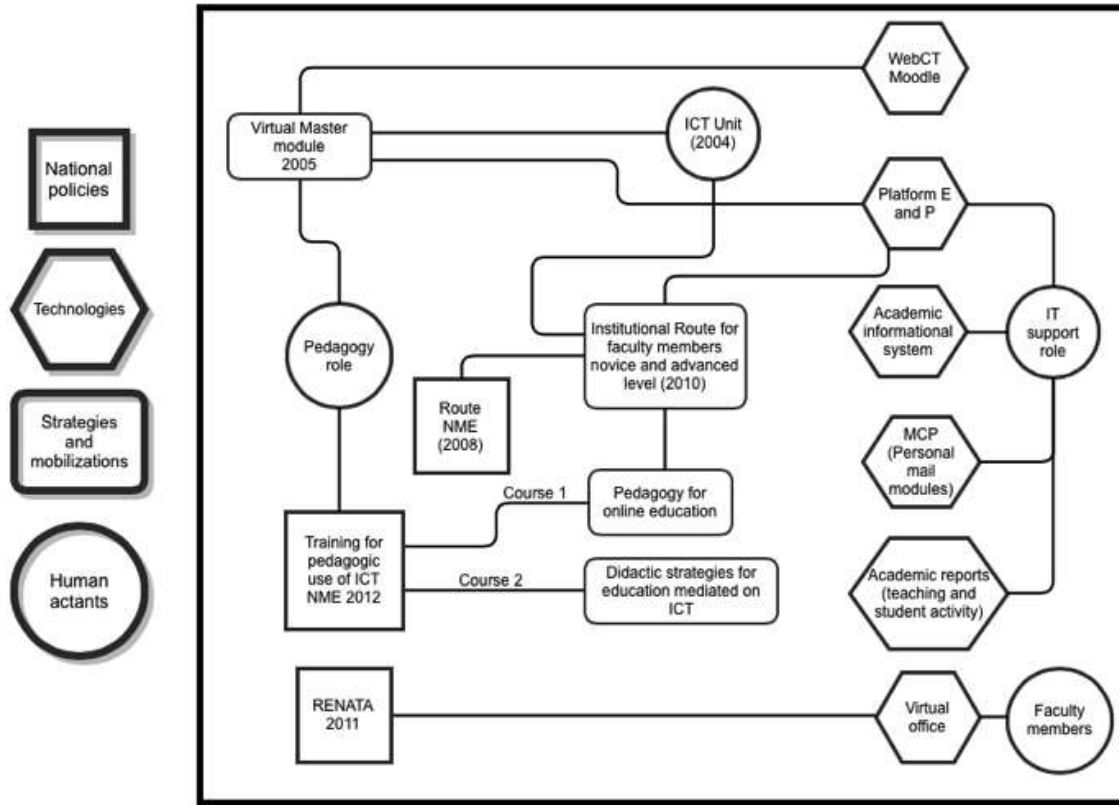 National
policies
Technologies
Strategies
and
mobilizations
Human
actants
WebCT
Moodle
Virtual Master
module
2005
ICT Unit
(2004)
Platform E
and P
Pedagogy
role
Institutional Route for
faculty members
novice and advanced
level (2010)
Academic
informational
system
IT
support
role
Route
NME
(2008)
MCP
(Personal
mail
modules)
Course 1
Pedagogy for
online education
Training for
pedagogic
use of ICT
NME 2012
Course 2
Didactic strategies for
education mediated on
ICT
Academic reports
(teaching and
student activity)
RENATA
2011
Virtual
office
Faculty
members